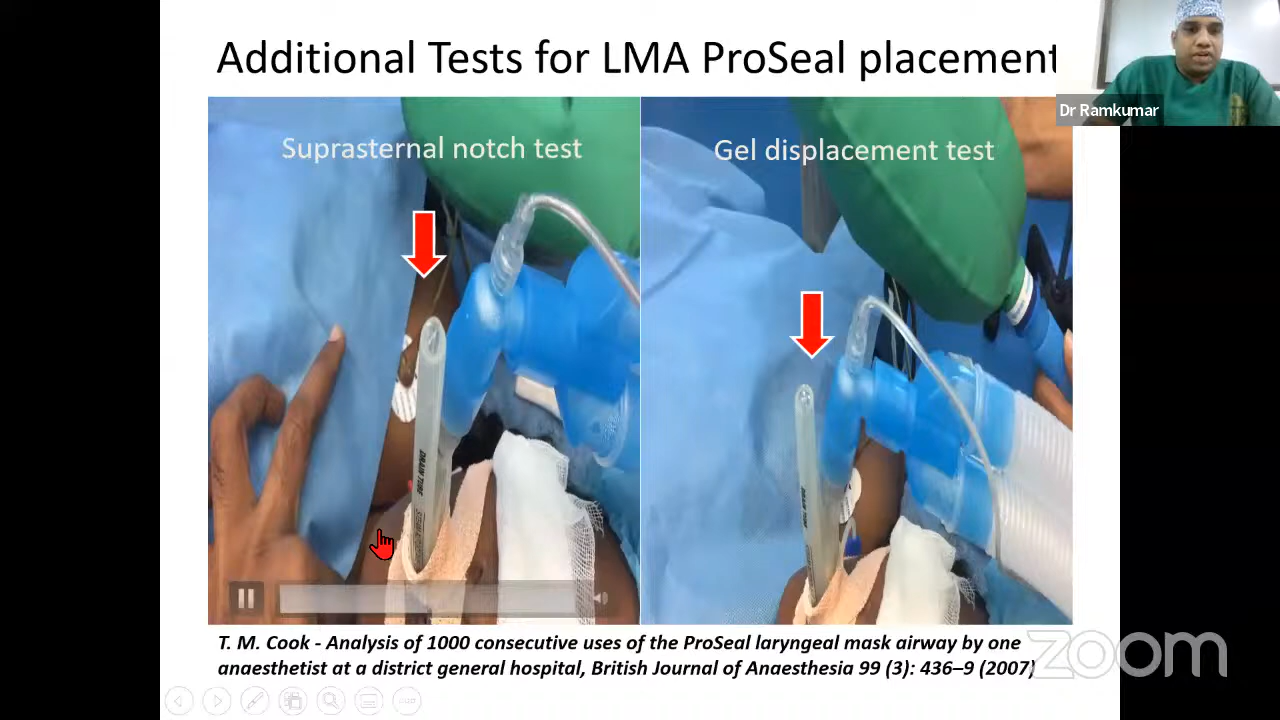 Additional Tests for LMA ProSeal placement
Dr Ramkumar
Suprasternal notch test
Gel displacement test
DRAIN TUBE
T. M. Cook - Analysis of 1000 consecutive uses of the ProSeal laryngeal mask airway by one
anaesthetist at a district general hospital, British Journal of Anaesthesia 99 (3): 436–9 (2007)
zoom